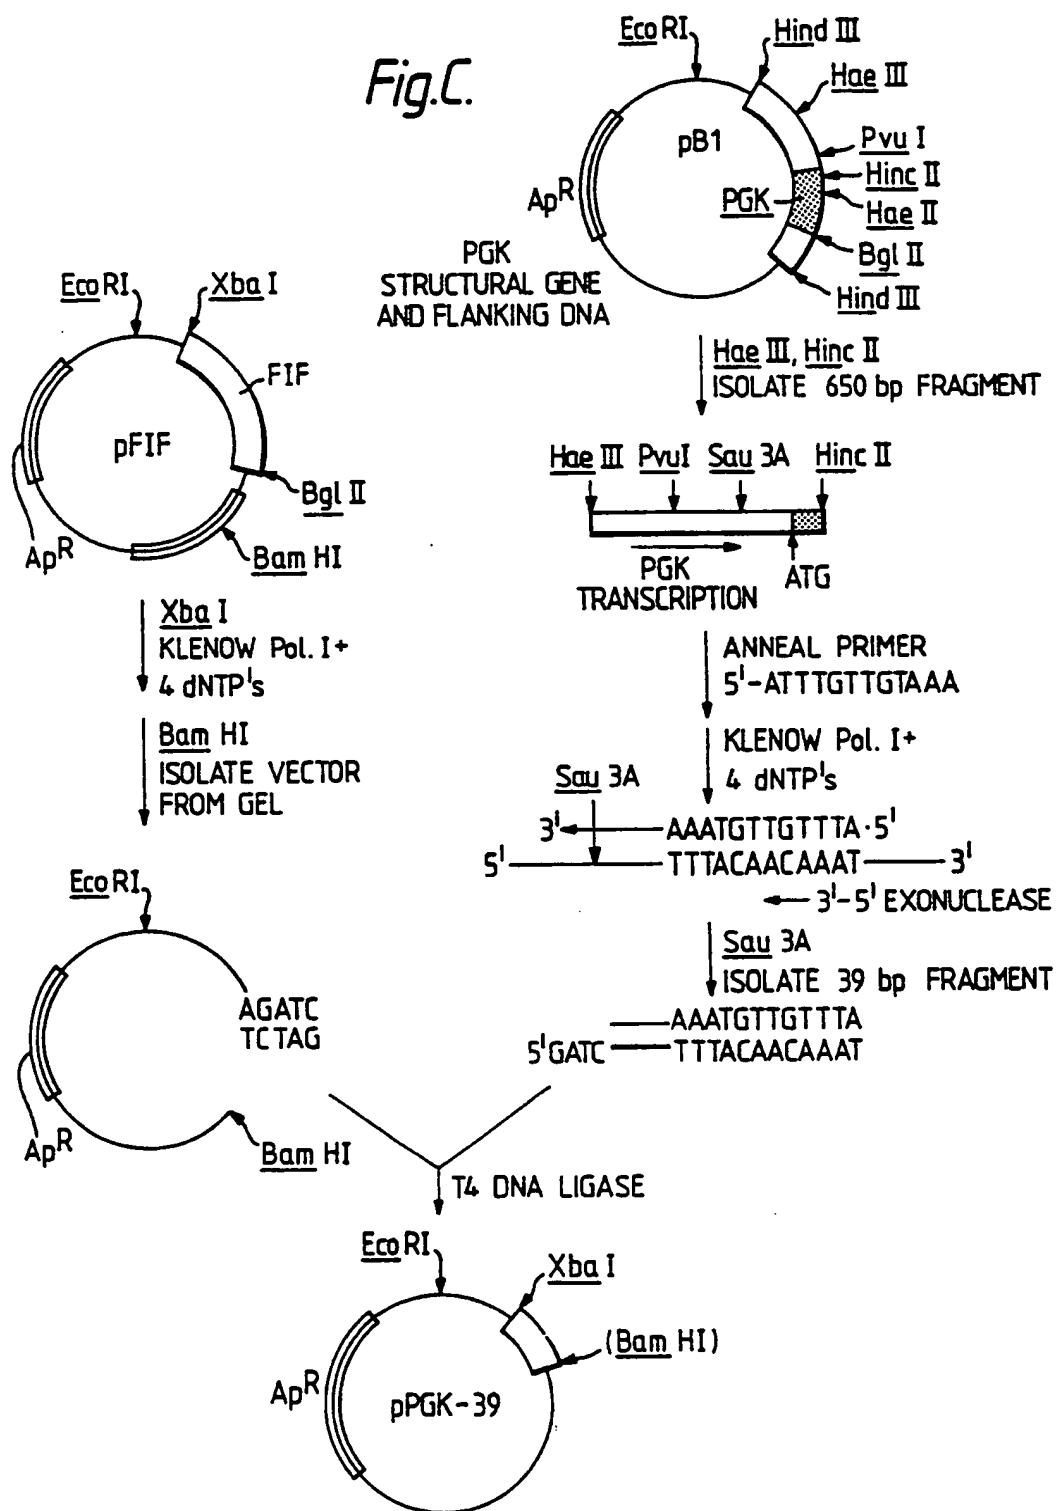 Fig.C.
EcoRI
Hind III
Hae III
Pvu I
Hinc II
Hae II
Bgl II
Hind III
pB1
PGK
ApR
PGK
STRUCTURAL GENE
AND FLANKING DNA
Hae III, Hinc II
ISOLATE 650 bp FRAGMENT
EcoRI
Xba I
FIF
pFIF
Bgl II
Bam HI
ApR
Hae III PvuI Sau 3A Hinc II
PGK
TRANSCRIPTION
ATG
Xba I
KLENOW Pol. I+
4 dNTP's
Bam HI
ISOLATE VECTOR
FROM GEL
ANNEAL PRIMER
5'-ATTTGTTGTAAA
KLENOW Pol. I+
4 dNTP's
Sau 3A
3' AAATGTTGTTTA·5'
5' TTTACAACAAAT 3'
3'-5' EXONUCLEASE
Sau 3A
ISOLATE 39 bp FRAGMENT
AAATGTTGTTTA
5'GATC TTTACAACAAAT
EcoRI
AGATC
TCTAG
ApR
Bam HI
T4 DNA LIGASE
EcoRI
Xba I
(Bam HI)
ApR
pPGK-39